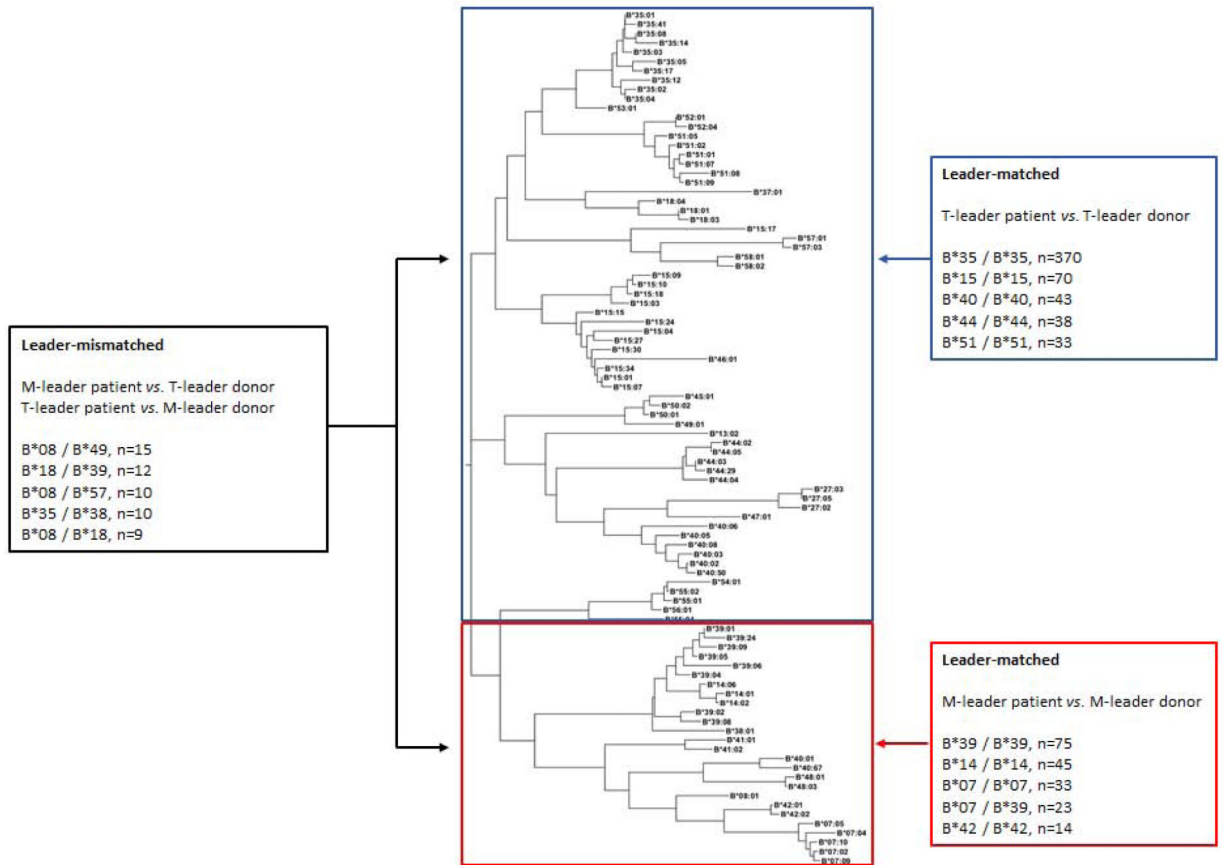 Leader-mismatched
M-leader patient vs. T-leader donor
T-leader patient vs. M-leader donor
B*08 / B*49, n=15
B*18 / B*39, n=12
B*08 / B*57, n=10
B*35 / B*38, n=10
B*08 / B*18, n=9
B*35:01
B*35:41
B*35:08
B*35:14
B*35:03
B*35:05
B*35:17
B*35:12
B*35:02
B*35:04
B*53:01
B*52:01
B*52:04
B*51:05
B*51:02
B*51:01
B*51:07
B*51:08
B*51:09
B*37:01
B*18:04
B*18:01
B*18:03
B*15:17
B*57:01
B*57:03
B*58:01
B*58:02
B*15:09
B*15:10
B*15:18
B*15:03
B*15:15
B*15:24
B*15:04
B*15:27
B*15:30
B*46:01
B*15:34
B*15:01
B*15:07
B*45:01
B*50:02
B*50:01
B*49:01
B*13:02
B*44:02
B*44:05
B*44:03
B*44:29
B*44:04
B*27:03
B*27:05
B*27:02
B*47:01
B*40:06
B*40:05
B*40:08
B*40:03
B*40:02
B*40:50
B*54:01
B*55:02
B*55:01
B*56:01
B*39:01
B*39:24
B*39:09
B*39:05
B*39:06
B*39:04
B*14:06
B*14:01
B*14:02
B*39:02
B*39:08
B*38:01
B*41:01
B*41:02
B*40:01
B*40:67
B*48:01
B*48:03
B*08:01
B*42:01
B*42:02
B*07:05
B*07:04
B*07:10
B*07:02
B*07:09
Leader-matched
T-leader patient vs. T-leader donor
B*35 / B*35, n=370
B*15 / B*15, n=70
B*40 / B*40, n=43
B*44 / B*44, n=38
B*51 / B*51, n=33
Leader-matched
M-leader patient vs. M-leader donor
B*39 / B*39, n=75
B*14 / B*14, n=45
B*07 / B*07, n=33
B*07 / B*39, n=23
B*42 / B*42, n=14